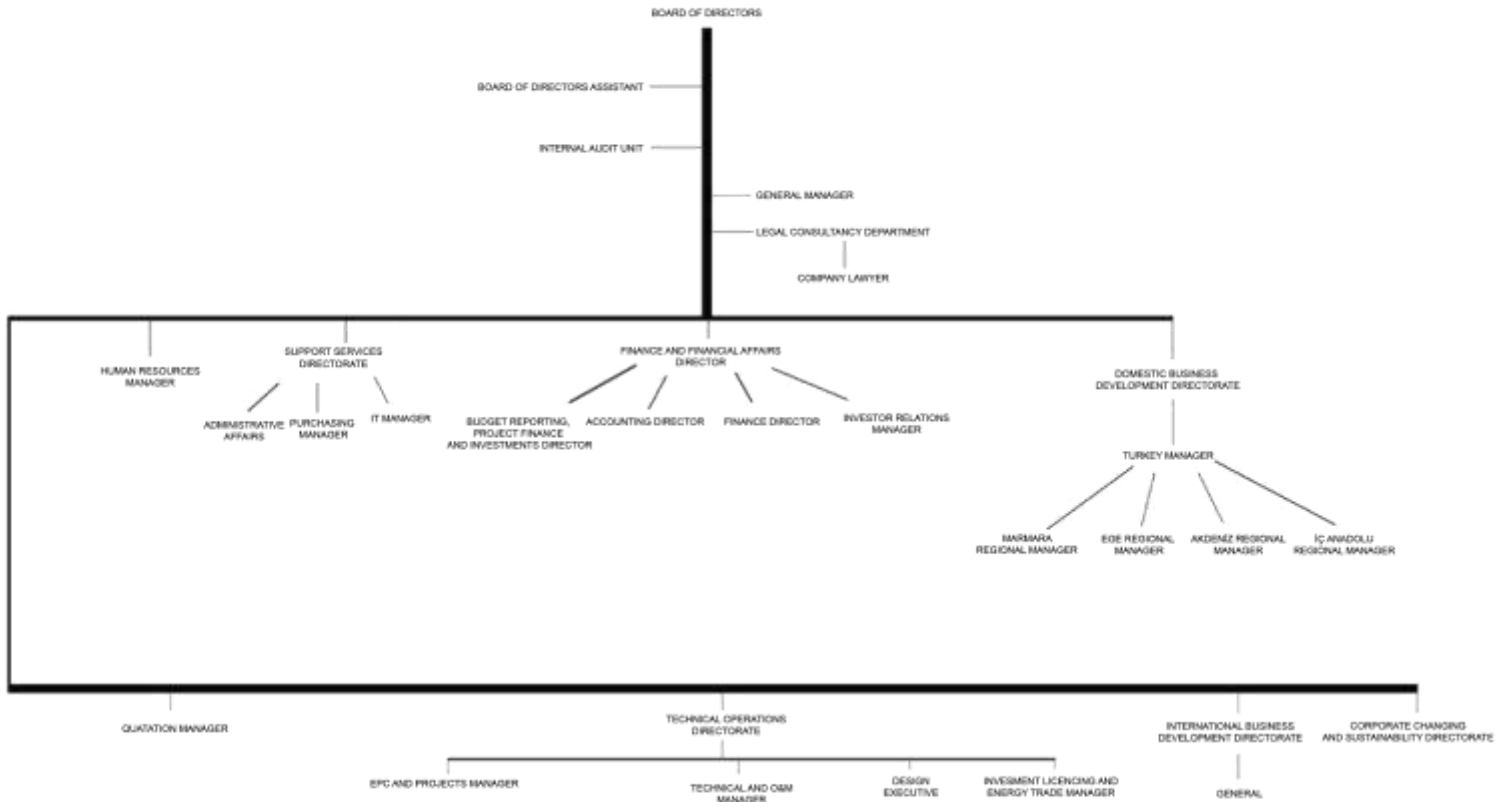 BOARD OF DIRECTORS
BOARD OF DIRECTORS ASSISTANT
INTERNAL AUDIT UNIT
GENERAL MANAGER
LEGAL CONSULTANCY DEPARTMENT
COMPANY LAWYER
HUMAN RESOURCES
MANAGER
SUPPORT SERVICES
DIRECTORATE
ADMINISTRATIVE
AFFAIRS
PURCHASING
MANAGER
IT MANAGER
FINANCE AND FINANCIAL AFFAIRS
DIRECTOR
BUDGET REPORTING,
PROJECT FINANCE
AND INVESTMENTS DIRECTOR
ACCOUNTING DIRECTOR
FINANCE DIRECTOR
INVESTOR RELATIONS
MANAGER
DOMESTIC BUSINESS
DEVELOPMENT DIRECTORATE
TURKEY MANAGER
MARMARA
REGIONAL MANAGER
EGE REGIONAL
MANAGER
AKDENİZ REGIONAL
MANAGER
İÇ ANADOLU
REGIONAL MANAGER
QUATATION MANAGER
TECHNICAL OPERATIONS
DIRECTORATE
EPC AND PROJECTS MANAGER
TECHNICAL AND O&M
MANAGER
DESIGN
EXECUTIVE
INVESMENT LICENCING AND
ENERGY TRADE MANAGER
INTERNATIONAL BUSINESS
DEVELOPMENT DIRECTORATE
GENERAL
CORPORATE CHANGING
AND SUSTAINABILITY DIRECTORATE